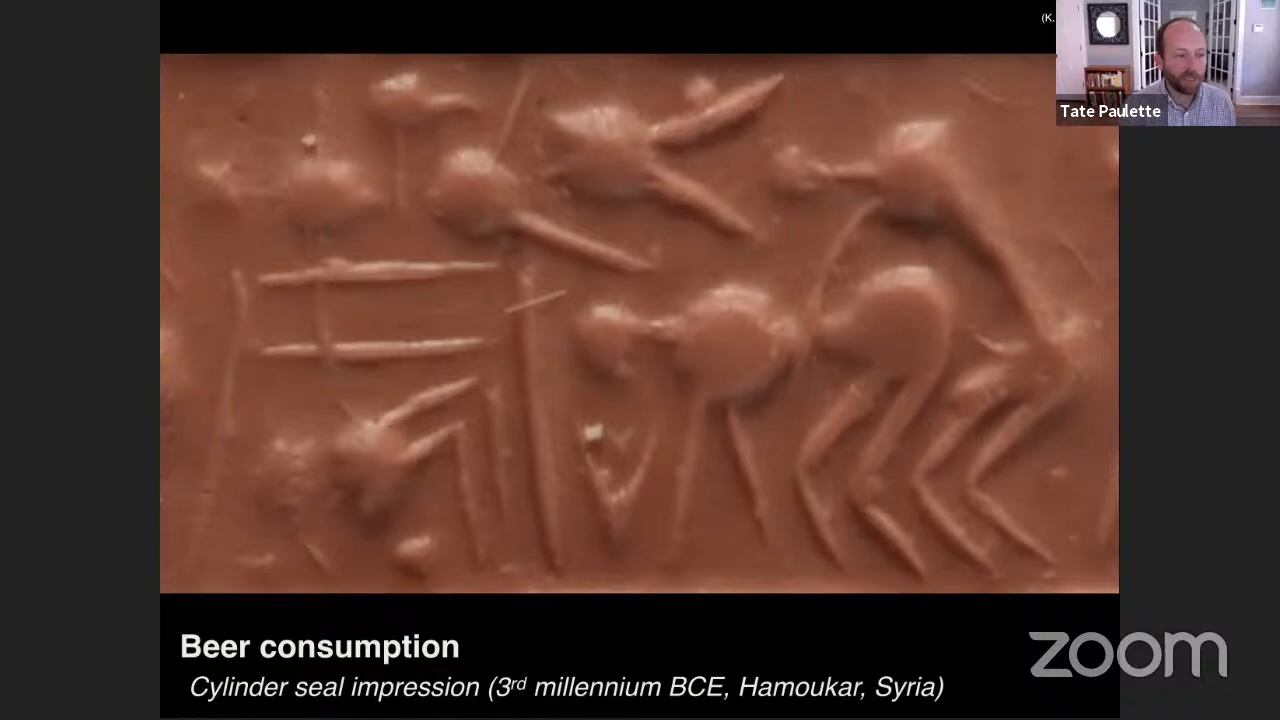 (K.
Tate Paulette
Beer consumption
Cylinder seal impression (3rd millennium BCE, Hamoukar, Syria)
zoom